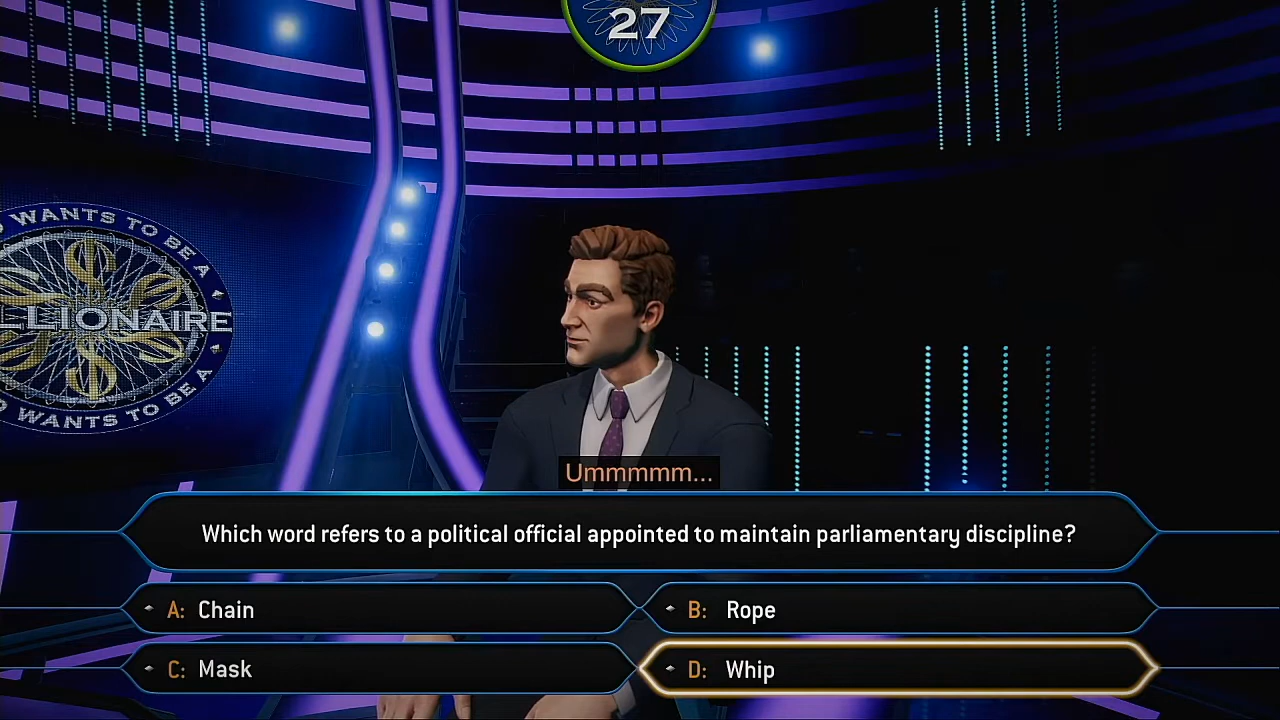 27
WANTS TO BE A
LLIONAIRE
WANTS TO BE A
Ummmmm...
Which word refers to a political official appointed to maintain parliamentary discipline?
A: Chain
B: Rope
C: Mask
D: Whip